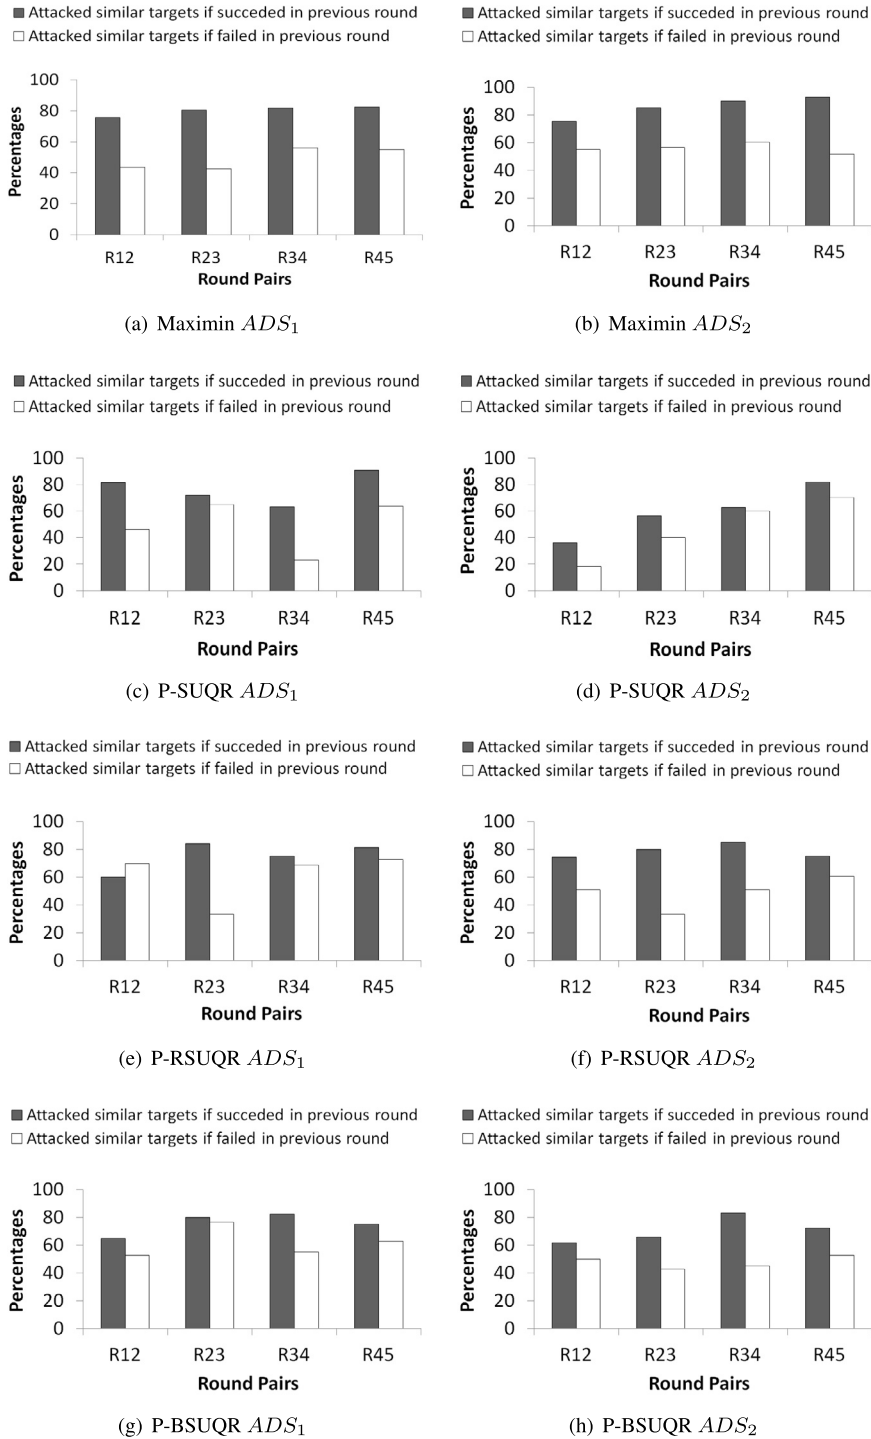 Attacked similar targets if succeded in previous round
Attacked similar targets if failed in previous round
100
80
60
40
20
0
Percentages
R12 R23 R34 R45
Round Pairs
(a) Maximin ADS₁
Attacked similar targets if succeded in previous round
Attacked similar targets if failed in previous round
100
80
60
40
20
0
Percentages
R12 R23 R34 R45
Round Pairs
(b) Maximin ADS₂
Attacked similar targets if succeded in previous round
Attacked similar targets if failed in previous round
100
80
60
40
20
0
Percentages
R12 R23 R34 R45
Round Pairs
(c) P-SUQR ADS₁
Attacked similar targets if succeded in previous round
Attacked similar targets if failed in previous round
100
80
60
40
20
0
Percentages
R12 R23 R34 R45
Round Pairs
(d) P-SUQR ADS₂
Attacked similar targets if succeded in previous round
Attacked similar targets if failed in previous round
100
80
60
40
20
0
Percentages
R12 R23 R34 R45
Round Pairs
(e) P-RSUQR ADS₁
Attacked similar targets if succeded in previous round
Attacked similar targets if failed in previous round
100
80
60
40
20
0
Percentages
R12 R23 R34 R45
Round Pairs
(f) P-RSUQR ADS₂
Attacked similar targets if succeded in previous round
Attacked similar targets if failed in previous round
100
80
60
40
20
0
Percentages
R12 R23 R34 R45
Round Pairs
(g) P-BSUQR ADS₁
Attacked similar targets if succeded in previous round
Attacked similar targets if failed in previous round
100
80
60
40
20
0
Percentages
R12 R23 R34 R45
Round Pairs
(h) P-BSUQR ADS₂